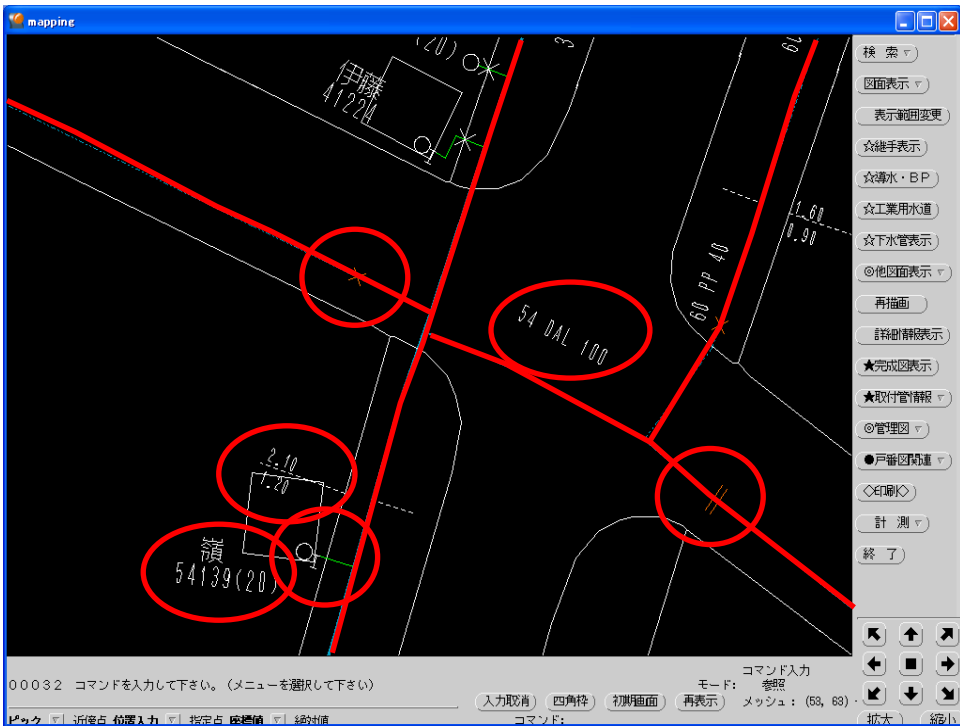 mapping
検 索
図面表示
表示範囲変更
☆継手表示
☆導水・BP
☆工業用水道
☆下水管表示
◎他図面表示
再描画
詳細情報表示
★完成図表示
★取付管情報
◎管理図
●戸番図関連
◇印刷◇
計 測
終 了
(20)
伊藤
4122A
60 PP 40
1.60
0.90
54 DAL 100
2.10
1.20
嶺
54139(20)
00032 コマンドを入力して下さい。(メニューを選択して下さい)
コマンド入力
モード: 参照
入力取消 四角枠 初期画面 再表示 メッシュ: (53, 63)
ピック 近傍点 位置入力 指定点 座標値 絶対値 コマンド:
拡大 縮小